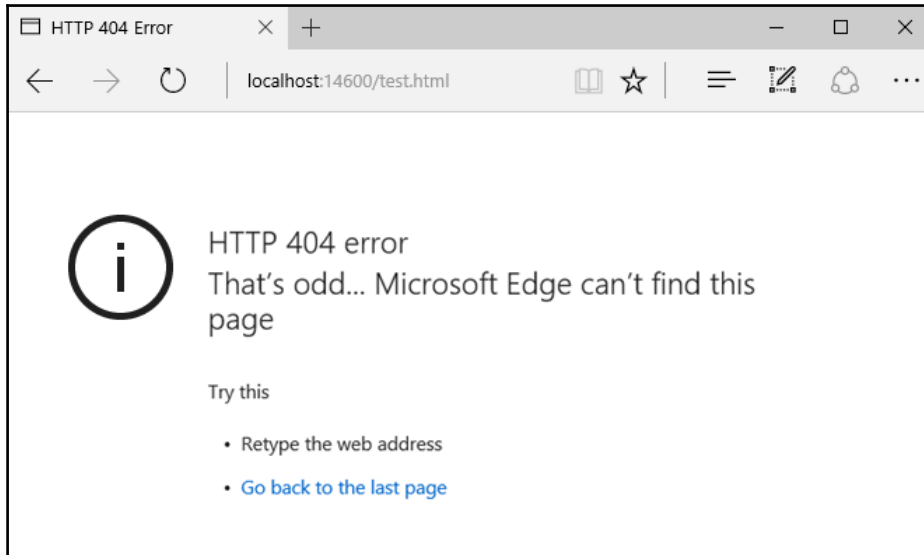 HTTP 404 Error
localhost:14600/test.html
HTTP 404 error
That's odd... Microsoft Edge can't find this
page
Try this
• Retype the web address
• Go back to the last page